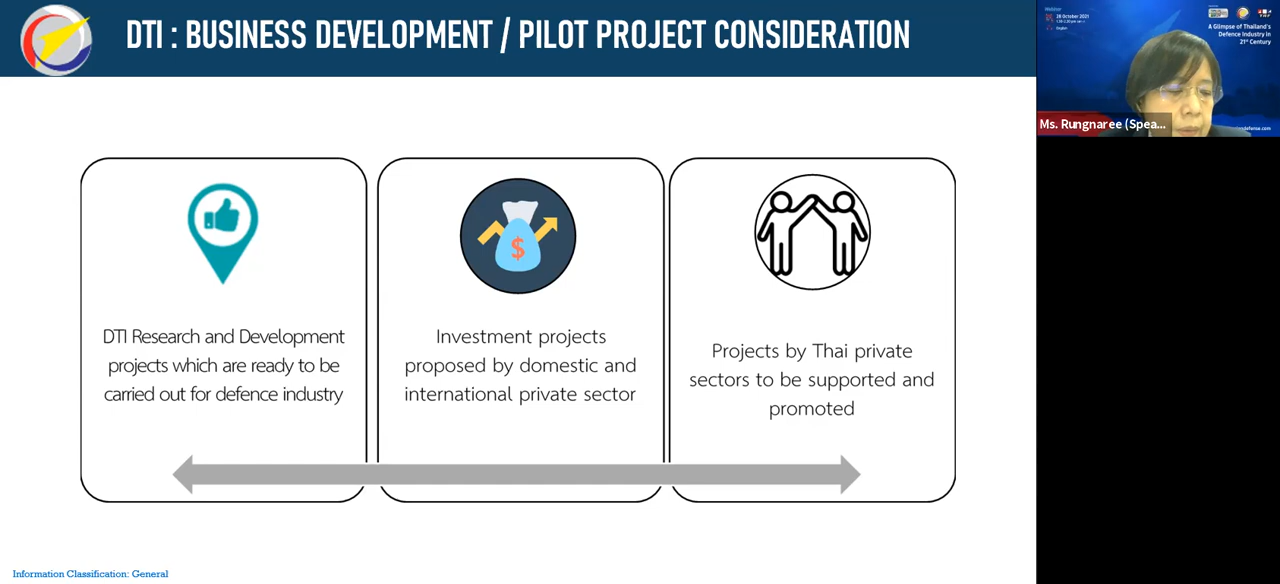 DTI : BUSINESS DEVELOPMENT / PILOT PROJECT CONSIDERATION
DTI Research and Development
projects which are ready to be
carried out for defence industry
$
Investment projects
proposed by domestic and
international private sector
Projects by Thai private
sectors to be supported and
promoted
Information Classification: General
Webinar
28 October 2021
English
A Glimpse of Thailand's
Defence Industry in
21st Century
Ms. Rungnaree (Spea...